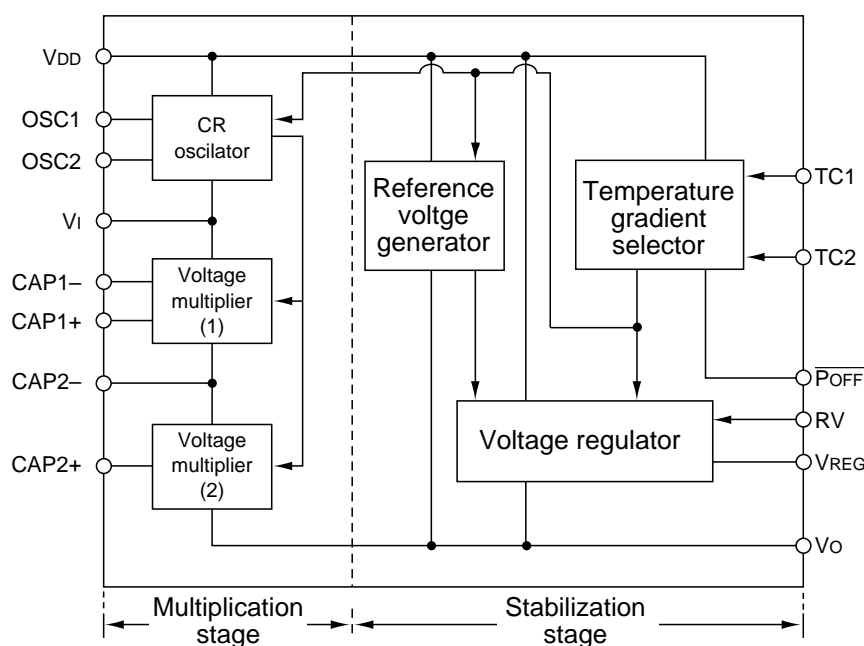 VDD
OSC1
OSC2
VI
CAP1–
CAP1+
CAP2–
CAP2+
CR
oscilator
Voltage
multiplier
(1)
Voltage
multiplier
(2)
Reference
voltge
generator
Temperature
gradient
selector
Voltage regulator
TC1
TC2
POFF
RV
VREG
VO
Multiplication
stage
Stabilization
stage